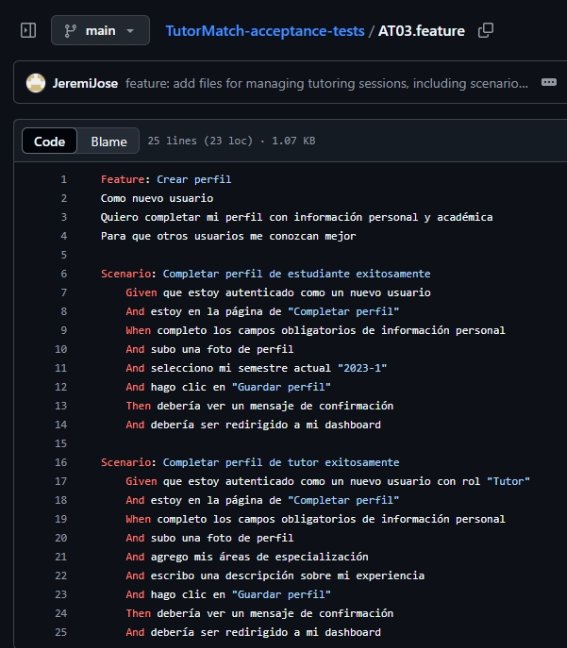 main
TutorMatch-acceptance-tests / AT03.feature
JeremiJose feature: add files for managing tutoring sessions, including scenario...
Code Blame 25 lines (23 loc) · 1.07 KB
1 Feature: Crear perfil
2 Como nuevo usuario
3 Quiero completar mi perfil con información personal y académica
4 Para que otros usuarios me conozcan mejor
5
6 Scenario: Completar perfil de estudiante exitosamente
7 Given que estoy autenticado como un nuevo usuario
8 And estoy en la página de "Completar perfil"
9 When completo los campos obligatorios de información personal
10 And subo una foto de perfil
11 And selecciono mi semestre actual "2023-1"
12 And hago clic en "Guardar perfil"
13 Then debería ver un mensaje de confirmación
14 And debería ser redirigido a mi dashboard
15
16 Scenario: Completar perfil de tutor exitosamente
17 Given que estoy autenticado como un nuevo usuario con rol "Tutor"
18 And estoy en la página de "Completar perfil"
19 When completo los campos obligatorios de información personal
20 And subo una foto de perfil
21 And agrego mis áreas de especialización
22 And escribo una descripción sobre mi experiencia
23 And hago clic en "Guardar perfil"
24 Then debería ver un mensaje de confirmación
25 And debería ser redirigido a mi dashboard